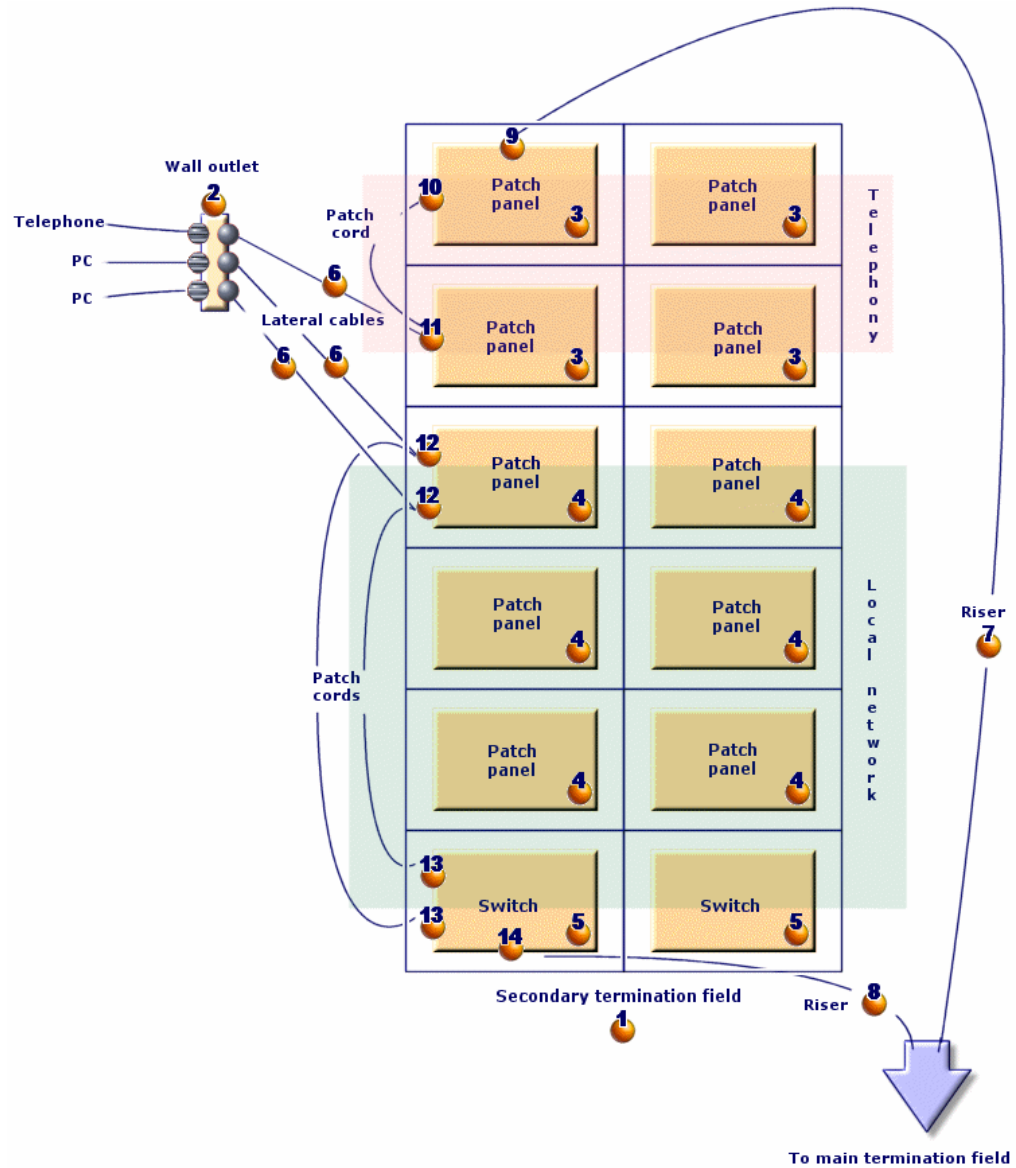 9
Wall outlet
2
10
Patch
panel
3
Patch
panel
3
Telephony
Patch
cord
Telephone
PC
PC
6
Lateral cables
6
6
11
Patch
panel
3
Patch
panel
3
12
12
Patch
panel
4
Patch
panel
4
Local network
Patch
panel
4
Patch
panel
4
Riser
7
Patch
cords
Patch
panel
4
Patch
panel
4
13
13
Switch
5
14
Switch
5
Secondary termination field
1
Riser
8
To main termination field